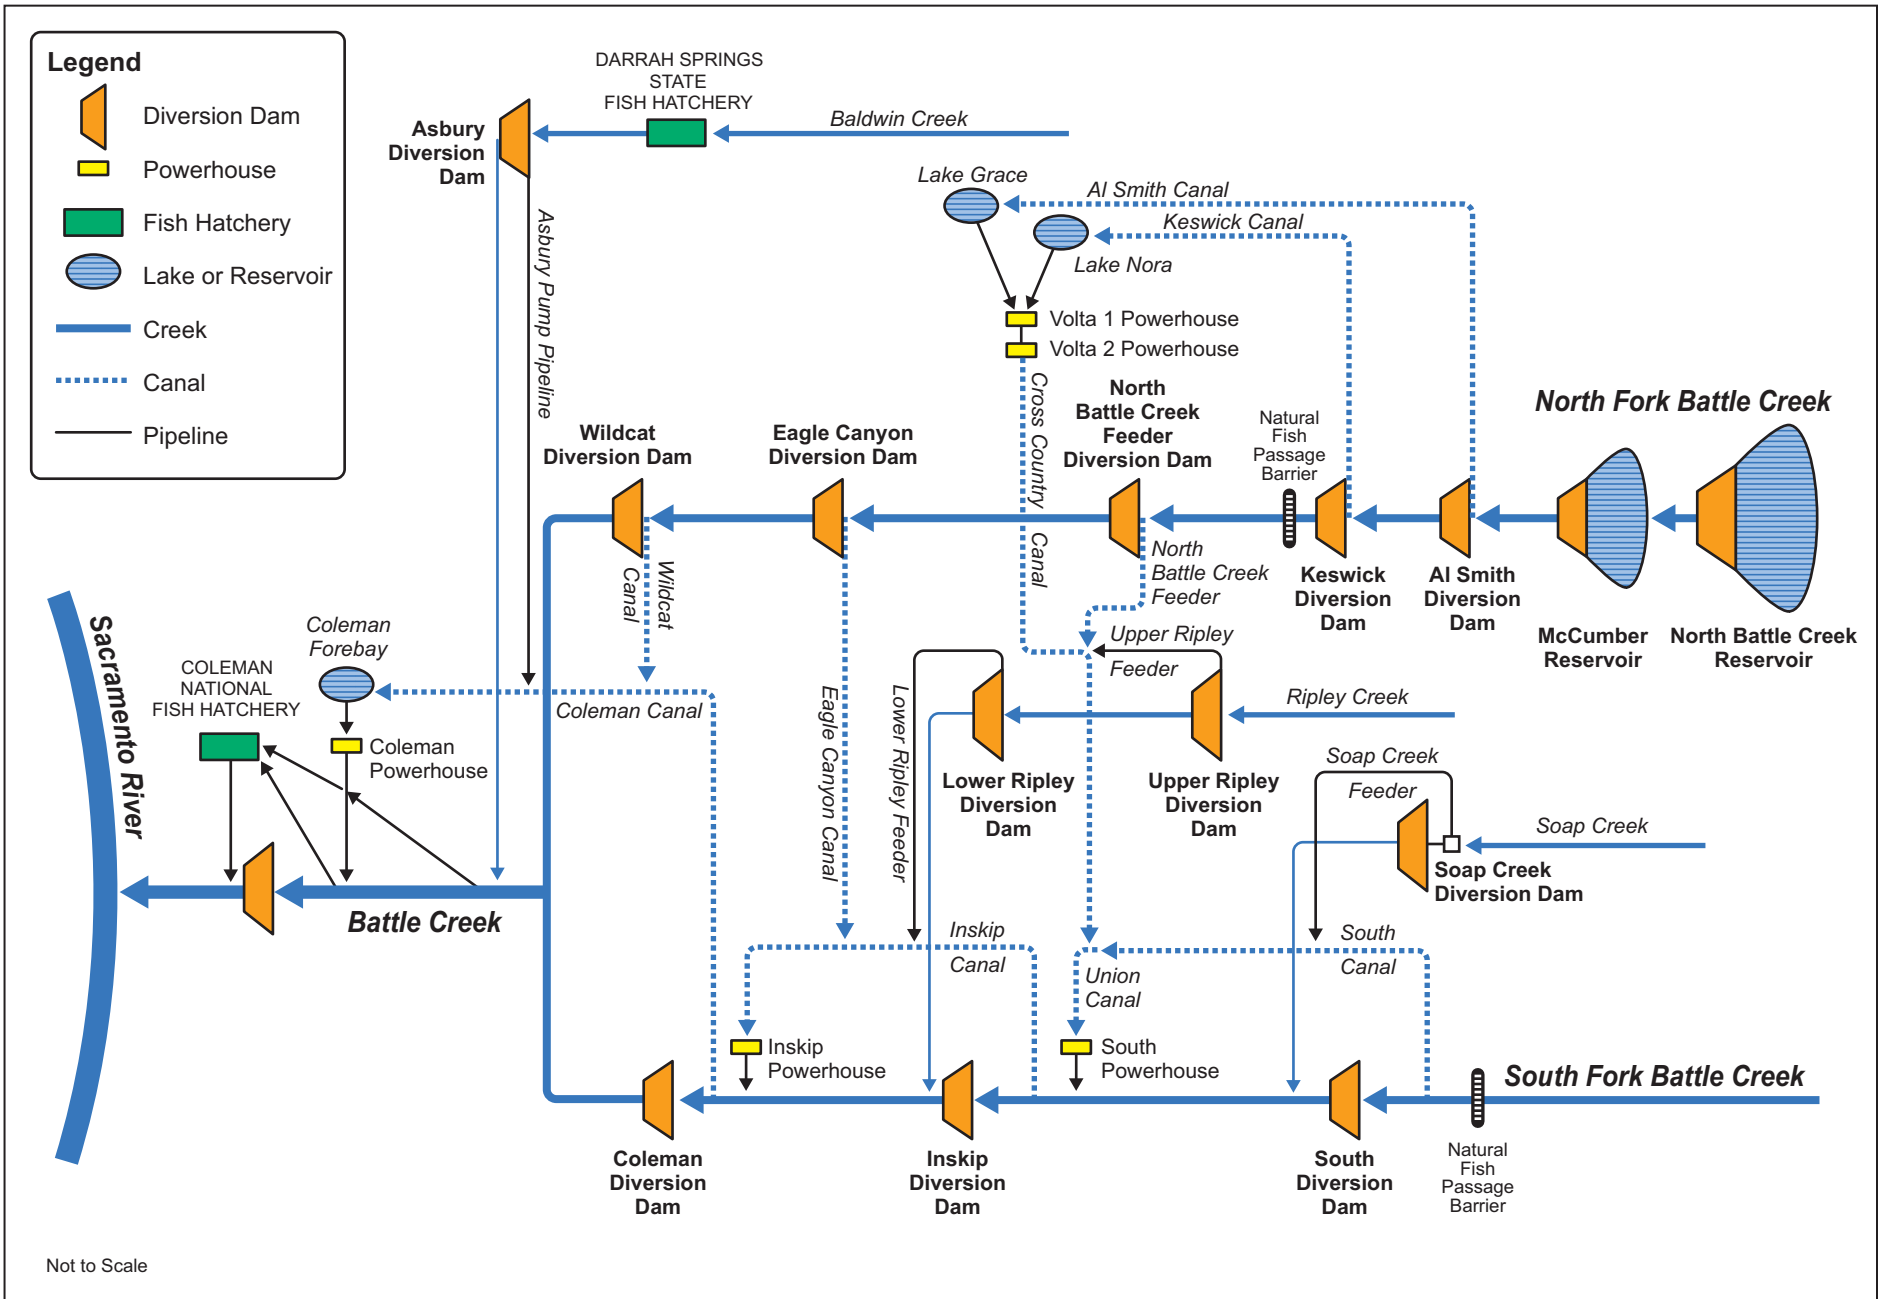 Legend
Diversion Dam
Powerhouse
Fish Hatchery
Lake or Reservoir
Creek
Canal
Pipeline
DARRAH SPRINGS
STATE
FISH HATCHERY
Baldwin Creek
Asbury
Diversion
Dam
Asbury Pump Pipeline
Lake Grace
Al Smith Canal
Keswick Canal
Lake Nora
Volta 1 Powerhouse
Volta 2 Powerhouse
Cross Country Canal
North
Battle Creek
Feeder
Diversion Dam
Natural
Fish
Passage
Barrier
North Fork Battle Creek
Wildcat
Diversion Dam
Eagle Canyon
Diversion Dam
Wildcat
Canal
North
Battle Creek
Feeder
Keswick
Diversion
Dam
Al Smith
Diversion
Dam
McCumber
Reservoir
North Battle Creek
Reservoir
Sacramento River
Coleman
Forebay
COLEMAN
NATIONAL
FISH HATCHERY
Coleman
Powerhouse
Coleman Canal
Eagle Canyon Canal
Lower Ripley Feeder
Upper Ripley
Feeder
Ripley Creek
Lower Ripley
Diversion
Dam
Upper Ripley
Diversion
Dam
Soap Creek
Feeder
Soap Creek
Soap Creek
Diversion Dam
Battle Creek
Inskip
Canal
Union
Canal
South
Canal
Inskip
Powerhouse
South
Powerhouse
South Fork Battle Creek
Coleman
Diversion
Dam
Inskip
Diversion
Dam
South
Diversion
Dam
Natural
Fish
Passage
Barrier
Not to Scale